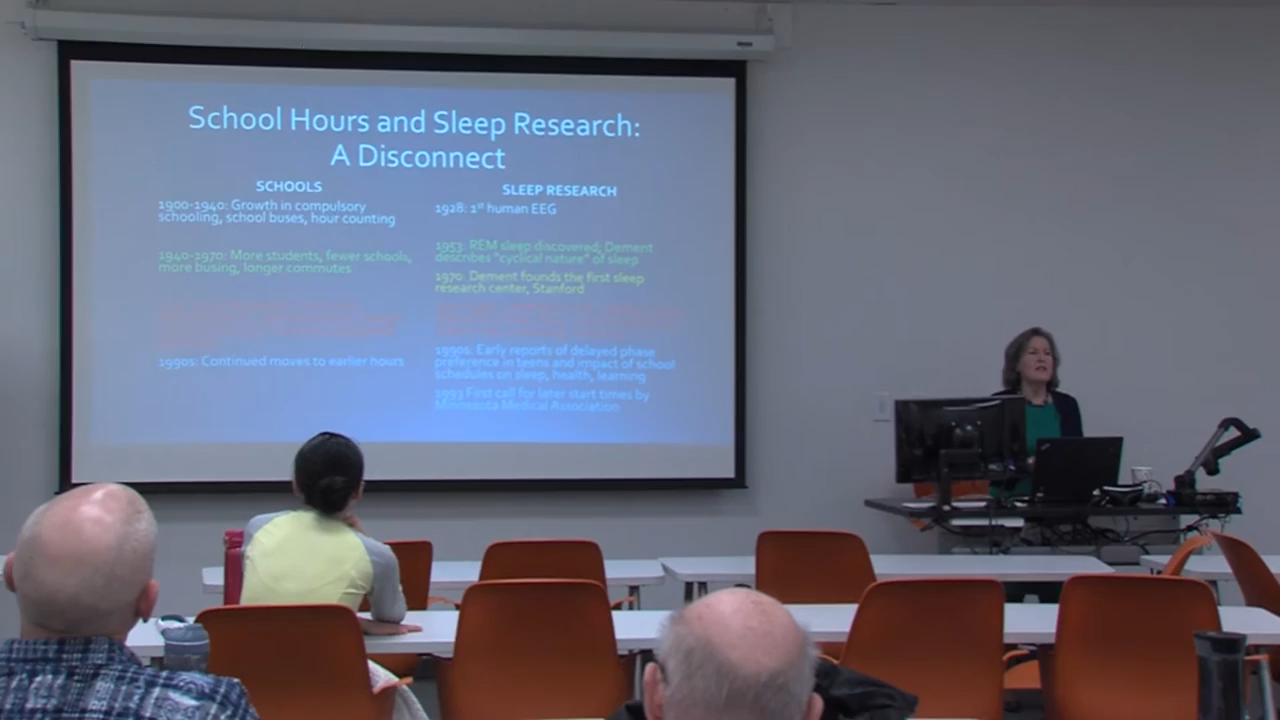 School Hours and Sleep Research:
A Disconnect
SCHOOLS
1900-1940: Growth in compulsory
schooling, school buses, hour counting
1940-1970: More students, fewer schools,
more busing, longer commutes
1990s: Continued moves to earlier hours
SLEEP RESEARCH
1928: 1st human EEG
1953: REM sleep discovered; Dement
describes "cyclical nature" of sleep
1970: Dement founds the first sleep
research center, Stanford
1990s: Early reports of delayed phase
preference in teens and impact of school
schedules on sleep, health, learning
1993 First call for later start times by
Minnesota Medical Association